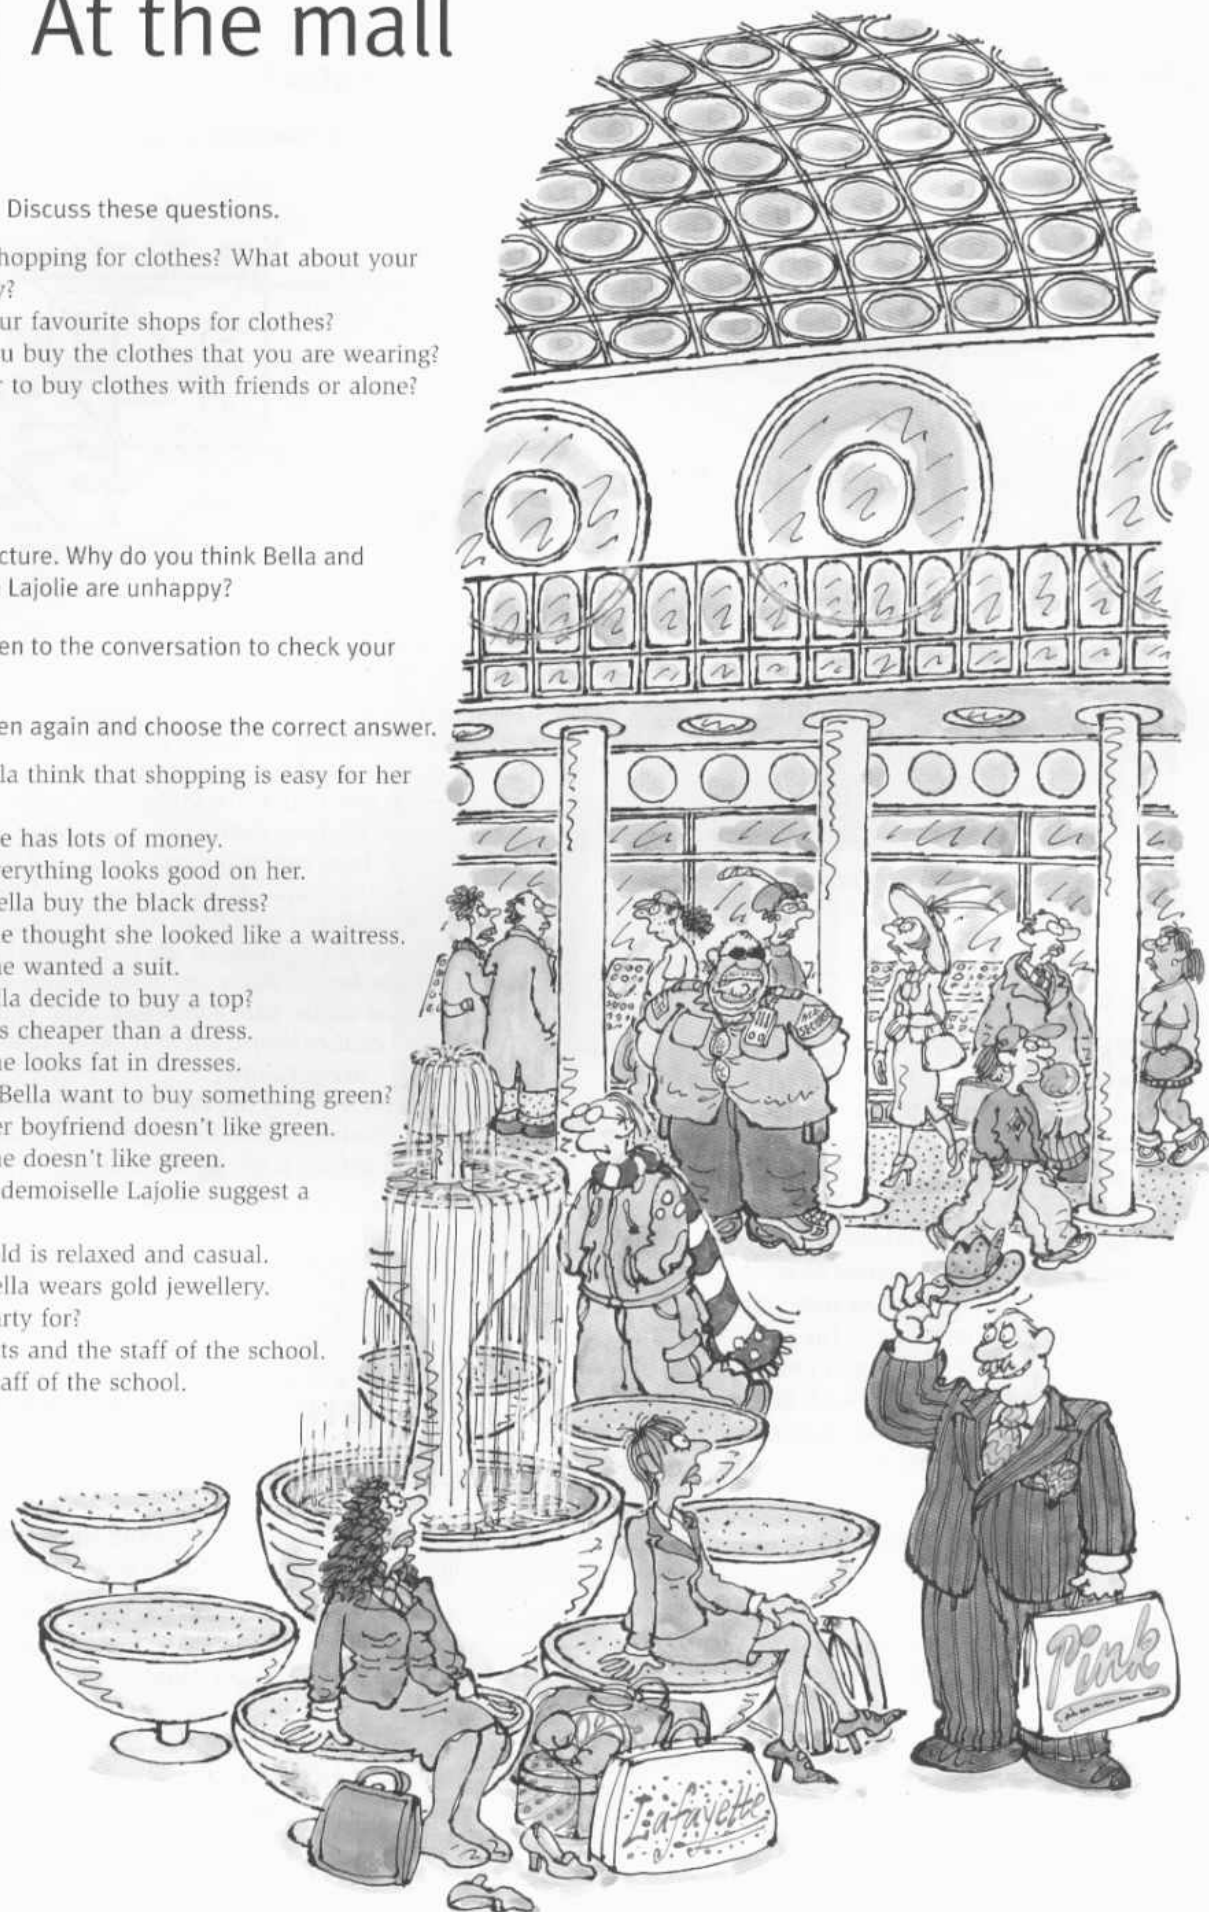 At the mall
Discuss these questions.
hopping for clothes? What about your
y?
ur favourite shops for clothes?
u buy the clothes that you are wearing?
r to buy clothes with friends or alone?
cture. Why do you think Bella and
Lajolie are unhappy?
en to the conversation to check your
en again and choose the correct answer.
lla think that shopping is easy for her
e has lots of money.
verything looks good on her.
ella buy the black dress?
e thought she looked like a waitress.
he wanted a suit.
lla decide to buy a top?
s cheaper than a dress.
he looks fat in dresses.
Bella want to buy something green?
er boyfriend doesn't like green.
he doesn't like green.
demoiselle Lajolie suggest a
ld is relaxed and casual.
ella wears gold jewellery.
rty for?
ts and the staff of the school.
aff of the school.
Pink
Lafayette